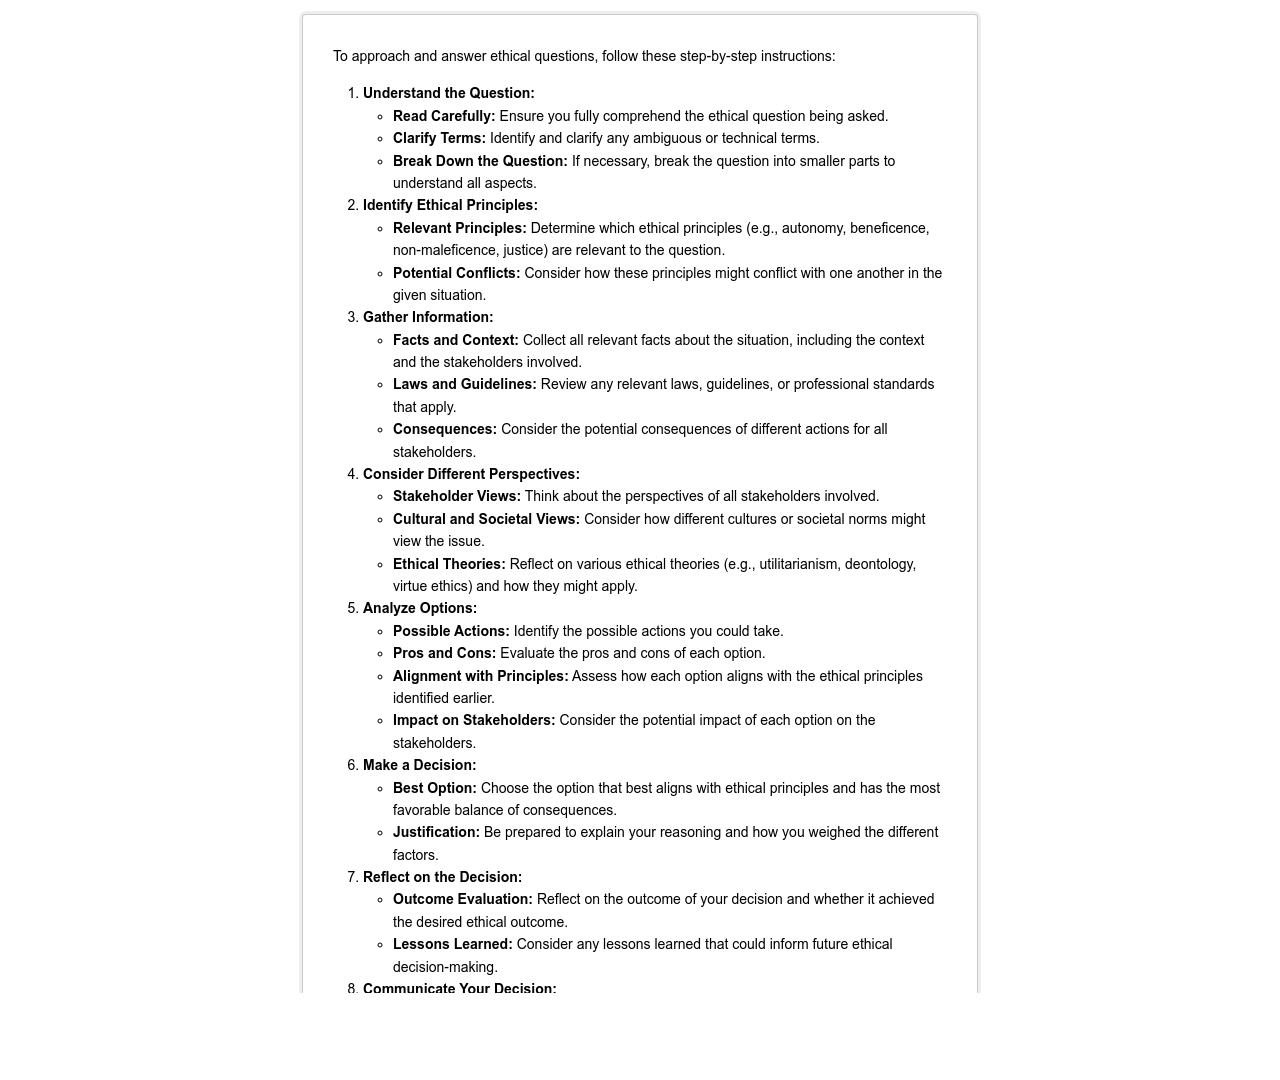 To approach and answer ethical questions, follow these step-by-step instructions:
1. Understand the Question:
◦ Read Carefully: Ensure you fully comprehend the ethical question being asked.
◦ Clarify Terms: Identify and clarify any ambiguous or technical terms.
◦ Break Down the Question: If necessary, break the question into smaller parts to
understand all aspects.
2. Identify Ethical Principles:
◦ Relevant Principles: Determine which ethical principles (e.g., autonomy, beneficence,
non-maleficence, justice) are relevant to the question.
◦ Potential Conflicts: Consider how these principles might conflict with one another in the
given situation.
3. Gather Information:
◦ Facts and Context: Collect all relevant facts about the situation, including the context
and the stakeholders involved.
◦ Laws and Guidelines: Review any relevant laws, guidelines, or professional standards
that apply.
◦ Consequences: Consider the potential consequences of different actions for all
stakeholders.
4. Consider Different Perspectives:
◦ Stakeholder Views: Think about the perspectives of all stakeholders involved.
◦ Cultural and Societal Views: Consider how different cultures or societal norms might
view the issue.
◦ Ethical Theories: Reflect on various ethical theories (e.g., utilitarianism, deontology,
virtue ethics) and how they might apply.
5. Analyze Options:
◦ Possible Actions: Identify the possible actions you could take.
◦ Pros and Cons: Evaluate the pros and cons of each option.
◦ Alignment with Principles: Assess how each option aligns with the ethical principles
identified earlier.
◦ Impact on Stakeholders: Consider the potential impact of each option on the
stakeholders.
6. Make a Decision:
◦ Best Option: Choose the option that best aligns with ethical principles and has the most
favorable balance of consequences.
◦ Justification: Be prepared to explain your reasoning and how you weighed the different
factors.
7. Reflect on the Decision:
◦ Outcome Evaluation: Reflect on the outcome of your decision and whether it achieved
the desired ethical outcome.
◦ Lessons Learned: Consider any lessons learned that could inform future ethical
decision-making.
8. Communicate Your Decision: